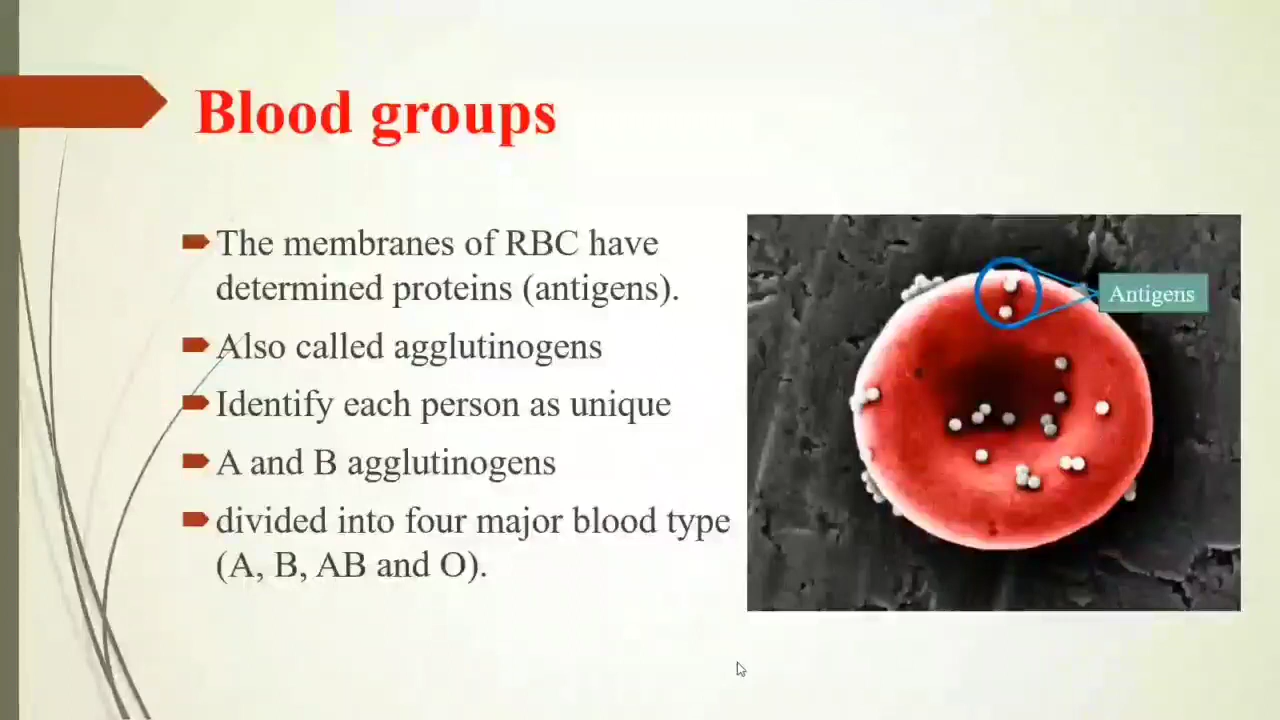 Blood groups
The membranes of RBC have
determined proteins (antigens).
Also called agglutinogens
Identify each person as unique
A and B agglutinogens
divided into four major blood type
(A, B, AB and O).
Antigens